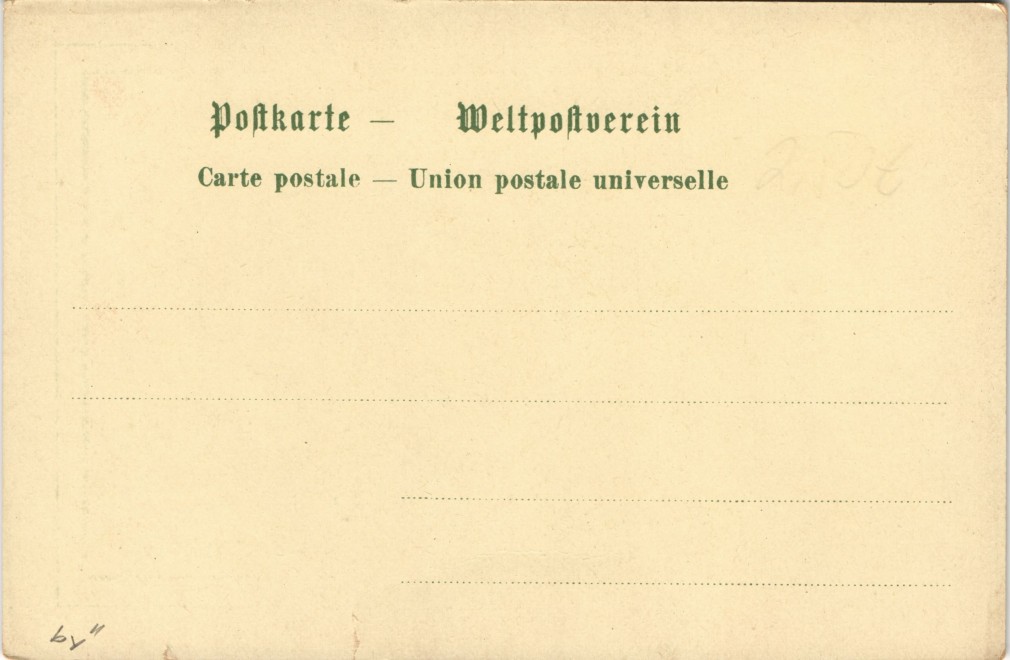 Postkarte — Weltpostverein
Carte postale — Union postale universelle